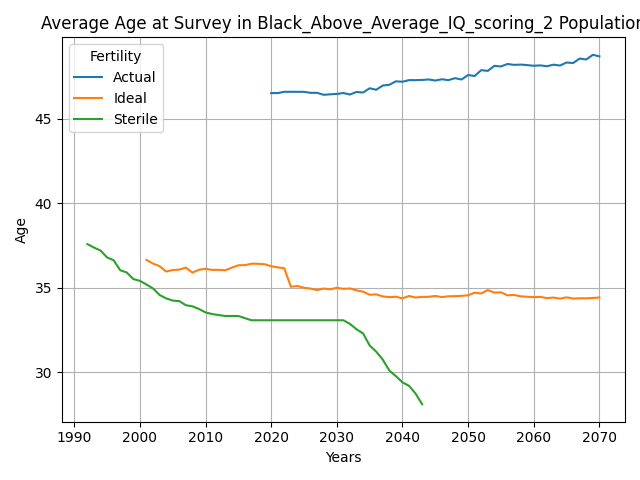 Average Age at Survey in Black_Above_Average_IQ_scoring_2 Population
Fertility
Actual
Ideal
Sterile
Age
45
40
35
30
1990 2000 2010 2020 2030 2040 2050 2060 2070
Years